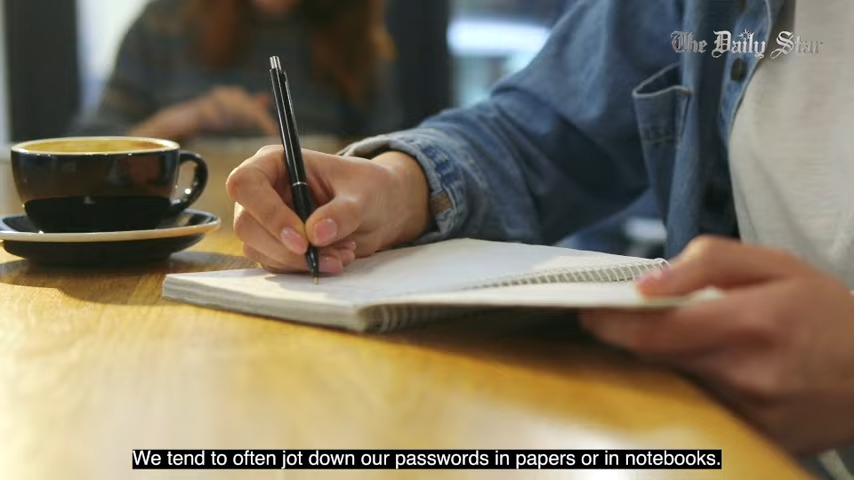 The Daily Star
We tend to often jot down our passwords in papers or in notebooks.